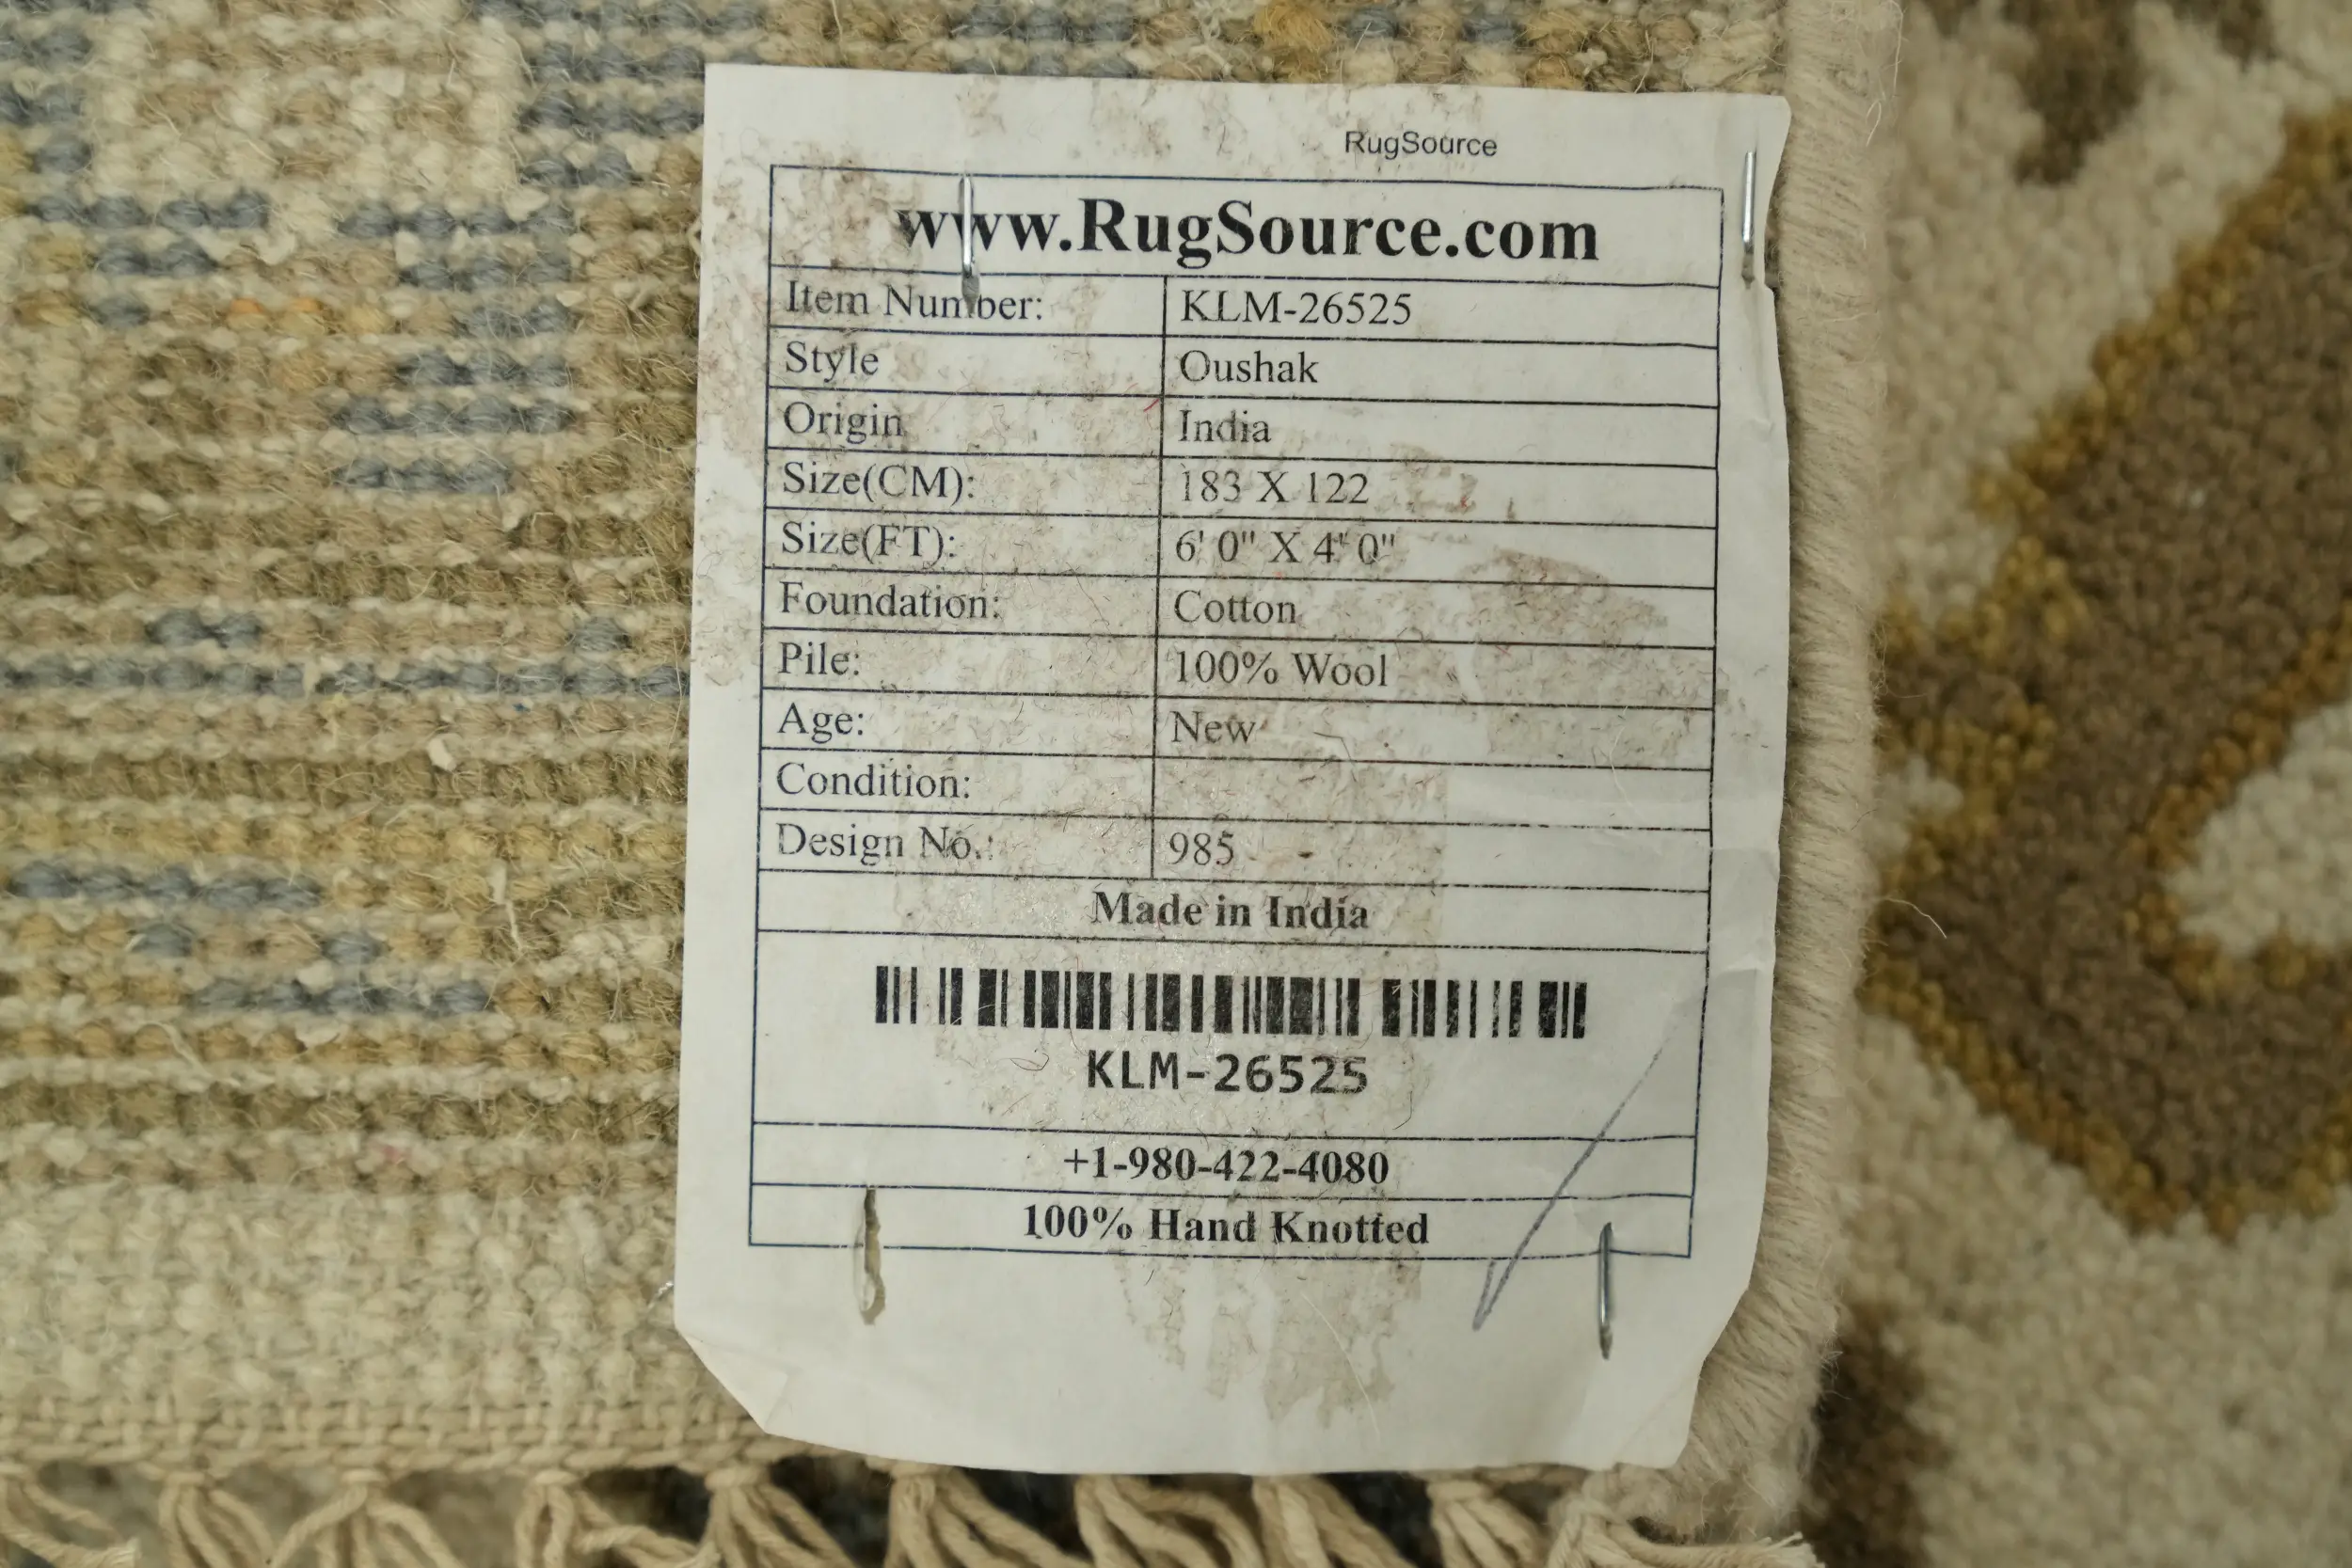 RugSource
www.RugSource.com
Item Number: KLM-26525
Style Oushak
Origin India
Size(CM): 183 X 122
Size(FT): 6' 0" X 4' 0"
Foundation: Cotton
Pile: 100% Wool
Age: New
Condition:
Design No.: 985
Made in India
KLM-26525
+1-980-422-4080
100% Hand Knotted